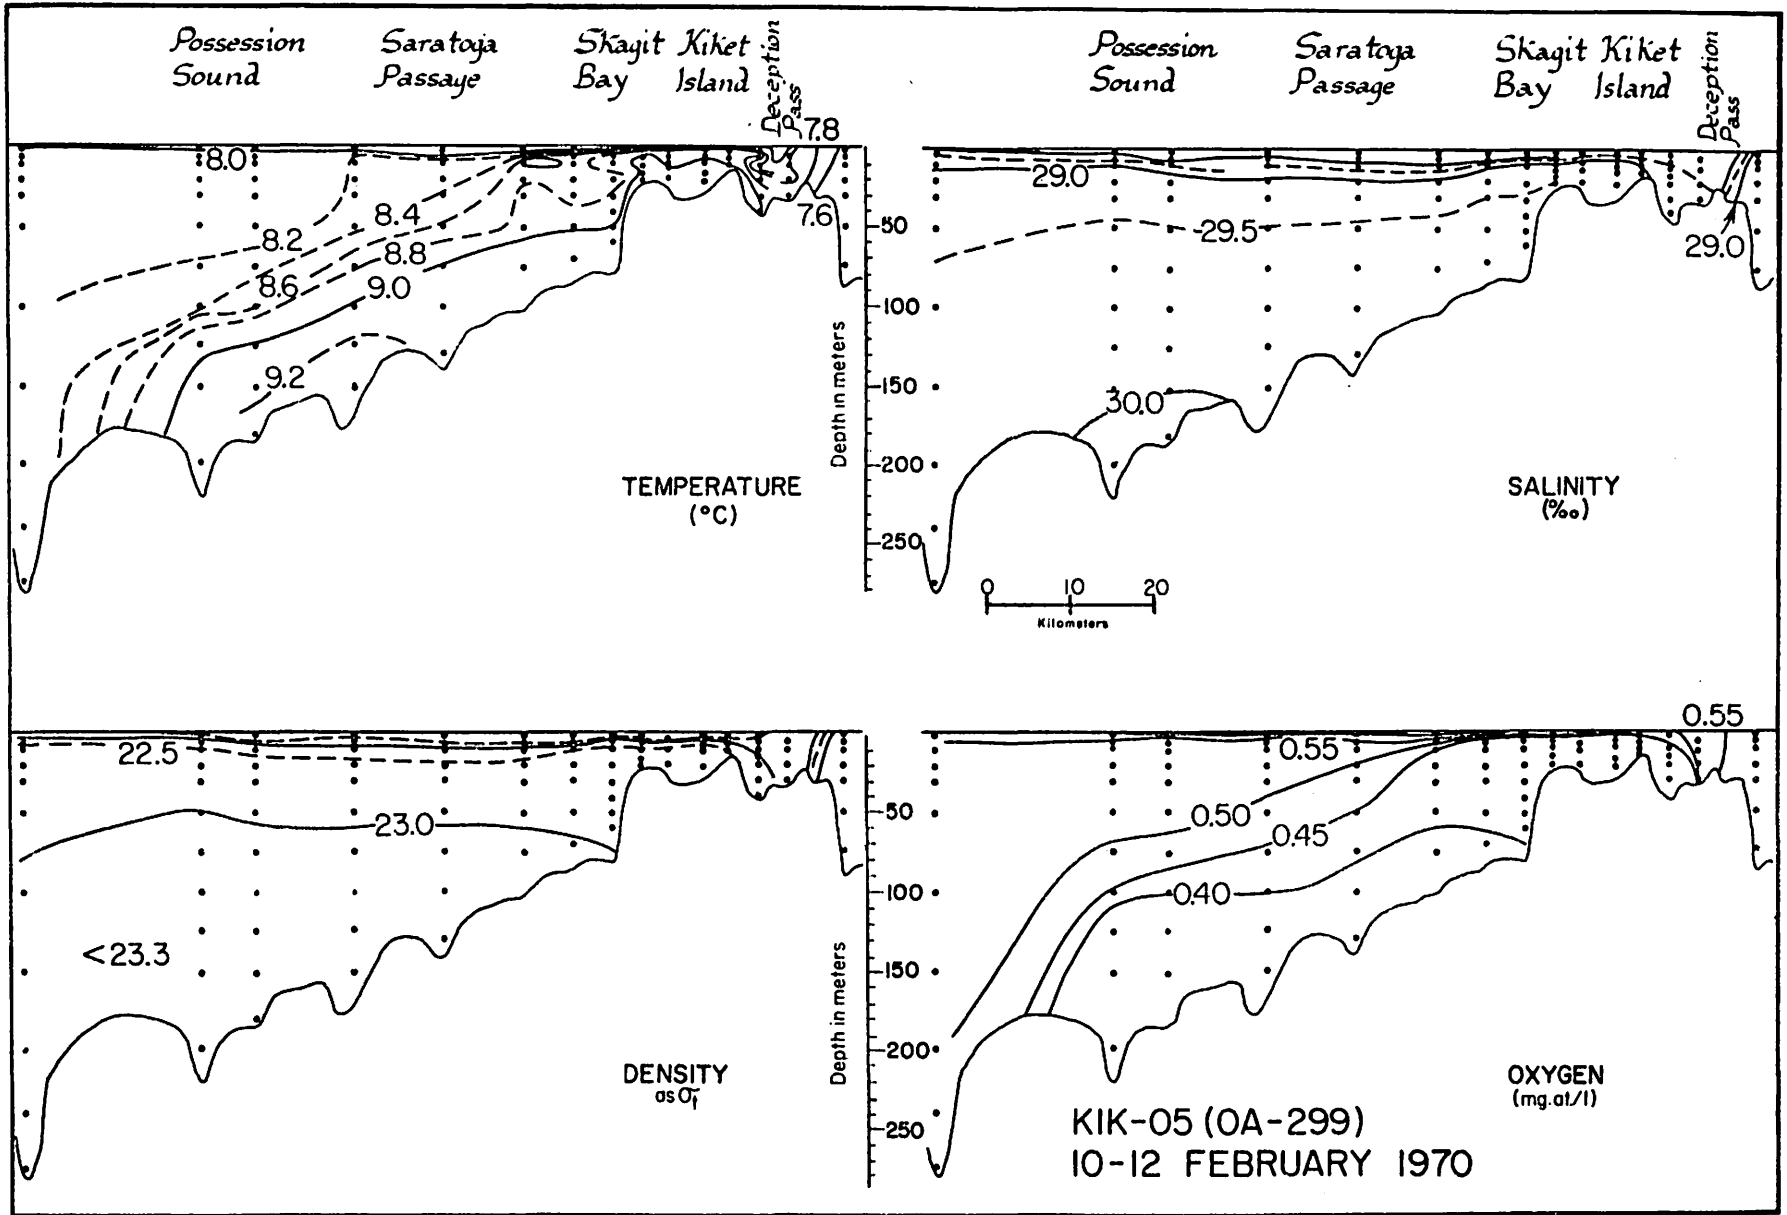 Possession Sound
Saratoga Passage
Skagit Bay
Kiket Island
Deception Pass
7.8
8.0
8.2
8.4
8.6
8.8
9.0
9.2
7.6
TEMPERATURE
(°C)
Depth in meters
50
100
150
200
250
Possession Sound
Saratoga Passage
Skagit Bay
Kiket Island
Deception Pass
29.0
29.5
30.0
29.0
SALINITY
(‰)
0 10 20
Kilometers
22.5
23.0
<23.3
DENSITY
as σt
Depth in meters
50
100
150
200
250
0.55
0.55
0.50
0.45
0.40
OXYGEN
(mg.at/l)
KIK-05 (OA-299)
10-12 FEBRUARY 1970